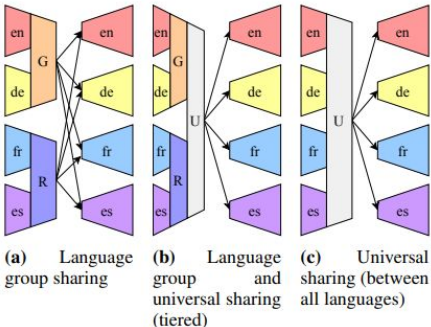 en
en
en
G
G
de
de
de
de
de
de
U
U
fr
fr
fr
fr
fr
fr
R
R
es
es
es
es
es
es
en
en
en
(a) Language
group sharing
(b) Language
group and
universal sharing
(tiered)
(c) Universal
sharing (between
all languages)